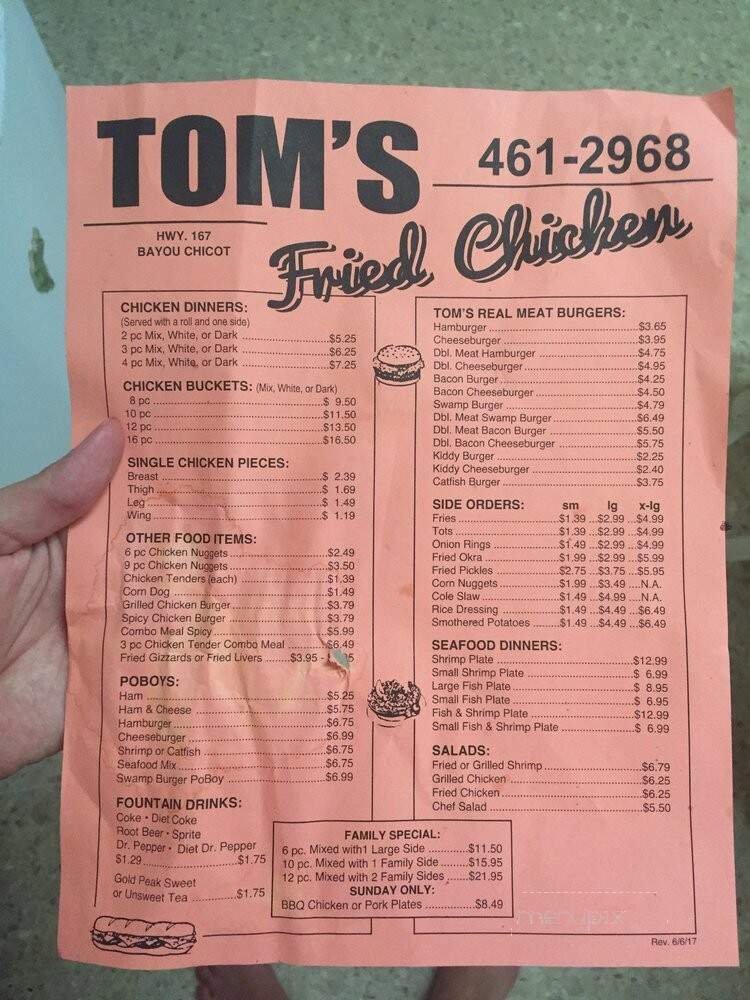 TOM'S
461-2968
HWY. 167
BAYOU CHICOT
Fried Chicken
CHICKEN DINNERS:
(Served with a roll and one side)
2 pc Mix, White, or Dark ........ $5.25
3 pc Mix, White, or Dark ........ $6.25
4 pc Mix, White, or Dark ........ $7.25
CHICKEN BUCKETS: (Mix, White, or Dark)
8 pc ........ $ 9.50
10 pc ........ $11.50
12 pc ........ $13.50
16 pc ........ $16.50
SINGLE CHICKEN PIECES:
Breast ........ $ 2.39
Thigh ........ $ 1.69
Leg ........ $ 1.49
Wing ........ $ 1.19
OTHER FOOD ITEMS:
6 pc Chicken Nuggets ........ $2.49
9 pc Chicken Nuggets ........ $3.50
Chicken Tenders (each) ........ $1.39
Corn Dog ........ $1.49
Grilled Chicken Burger ........ $3.79
Spicy Chicken Burger ........ $3.79
Combo Meal Spicy ........ $5.99
3 pc Chicken Tender Combo Meal ........ $6.49
Fried Gizzards or Fried Livers ........ $3.95 -
POBOYS:
Ham ........ $5.25
Ham & Cheese ........ $5.75
Hamburger ........ $6.75
Cheeseburger ........ $6.99
Shrimp or Catfish ........ $6.75
Seafood Mix ........ $6.75
Swamp Burger PoBoy ........ $6.99
FOUNTAIN DRINKS:
Coke • Diet Coke
Root Beer • Sprite
Dr. Pepper • Diet Dr. Pepper
$1.29 ........ $1.75
Gold Peak Sweet
or Unsweet Tea ........ $1.75
TOM'S REAL MEAT BURGERS:
Hamburger ........ $3.65
Cheeseburger ........ $3.95
Dbl. Meat Hamburger ........ $4.75
Dbl. Cheeseburger ........ $4.95
Bacon Burger ........ $4.25
Bacon Cheeseburger ........ $4.50
Swamp Burger ........ $4.79
Dbl. Meat Swamp Burger ........ $6.49
Dbl. Meat Bacon Burger ........ $5.50
Dbl. Bacon Cheeseburger ........ $5.75
Kiddy Burger ........ $2.25
Kiddy Cheeseburger ........ $2.40
Catfish Burger ........ $3.75
SIDE ORDERS: sm lg x-lg
Fries ........ $1.39 ...$2.99 ...$4.99
Tots ........ $1.39 ...$2.99 ...$4.99
Onion Rings ........ $1.49 ...$2.99 ...$4.99
Fried Okra ........ $1.99 ...$2.99 ...$5.99
Fried Pickles ........ $2.75 ...$3.75 ...$5.95
Corn Nuggets ........ $1.99 ...$3.49 ....N.A.
Cole Slaw ........ $1.49 ...$4.99 ....N.A.
Rice Dressing ........ $1.49 ...$4.49 ...$6.49
Smothered Potatoes ........ $1.49 ...$4.49 ...$6.49
SEAFOOD DINNERS:
Shrimp Plate ........ $12.99
Small Shrimp Plate ........ $ 6.99
Large Fish Plate ........ $ 8.95
Small Fish Plate ........ $ 6.95
Fish & Shrimp Plate ........ $12.99
Small Fish & Shrimp Plate ........ $ 6.99
SALADS:
Fried or Grilled Shrimp ........ $6.79
Grilled Chicken ........ $6.25
Fried Chicken ........ $6.25
Chef Salad ........ $5.50
FAMILY SPECIAL:
6 pc. Mixed with1 Large Side ........ $11.50
10 pc. Mixed with 1 Family Side ........ $15.95
12 pc. Mixed with 2 Family Sides ........ $21.95
SUNDAY ONLY:
BBQ Chicken or Pork Plates ........ $8.49
menupix
Rev. 6/6/17